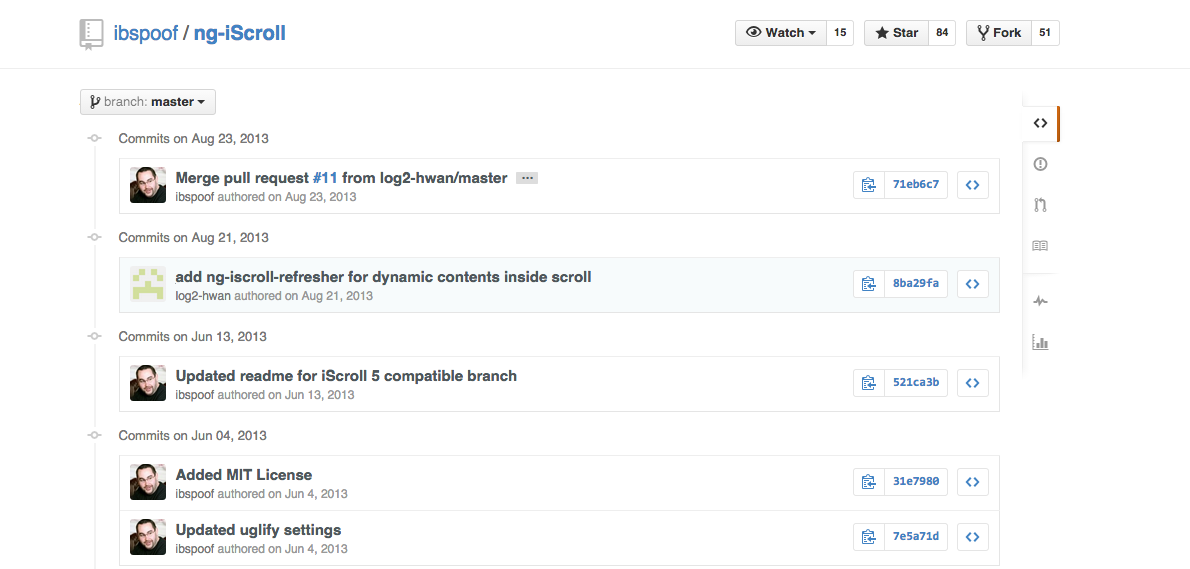 ibspoof / ng-iScroll
Watch 15 Star 84 Fork 51
branch: master
Commits on Aug 23, 2013
Merge pull request #11 from log2-hwan/master ...
ibspoof authored on Aug 23, 2013
71eb6c7
Commits on Aug 21, 2013
add ng-iscroll-refresher for dynamic contents inside scroll
log2-hwan authored on Aug 21, 2013
8ba29fa
Commits on Jun 13, 2013
Updated readme for iScroll 5 compatible branch
ibspoof authored on Jun 13, 2013
521ca3b
Commits on Jun 04, 2013
Added MIT License
ibspoof authored on Jun 4, 2013
31e7980
Updated uglify settings
ibspoof authored on Jun 4, 2013
7e5a71d